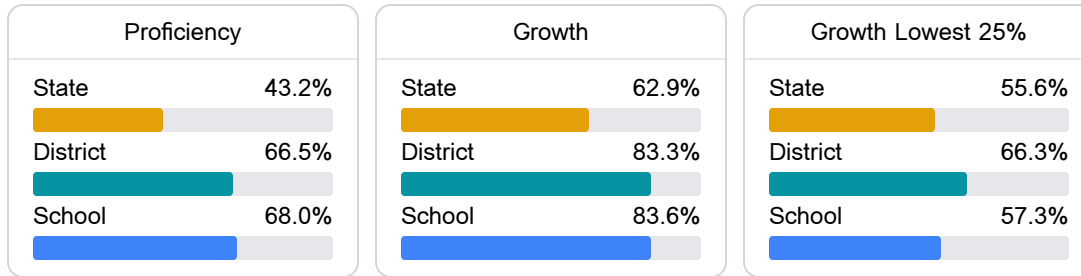 Proficiency
State 43.2%
District 66.5%
School 68.0%
Growth
State 62.9%
District 83.3%
School 83.6%
Growth Lowest 25%
State 55.6%
District 66.3%
School 57.3%